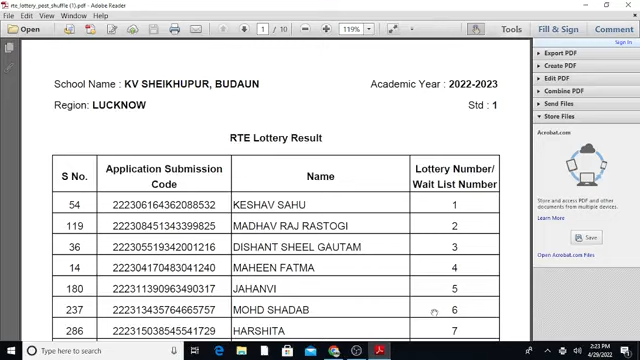 rte_lottery_post_shuffle (1).pdf - Adobe Reader
File Edit View Window Help
Open 1 / 10 119% Tools Fill & Sign Comment
Sign In
School Name : KV SHEIKHUPUR, BUDAUN Academic Year : 2022-2023
Region: LUCKNOW Std : 1
RTE Lottery Result
S No. Application Submission Code Name Lottery Number/ Wait List Number
54 222306164362088532 KESHAV SAHU 1
119 222308451343399825 MADHAV RAJ RASTOGI 2
36 222305519342001216 DISHANT SHEEL GAUTAM 3
14 222304170483041240 MAHEEN FATMA 4
180 222311390963490317 JAHANVI 5
237 222313435764665757 MOHD SHADAB 6
286 222315038545541729 HARSHITA 7
Export PDF
Create PDF
Edit PDF
Combine PDF
Send Files
Store Files
Acrobat.com
Store and access PDF and other
documents from multiple devices.
Learn More
Save
Open Acrobat.com Files
Type here to search
2:23 PM
4/29/2022